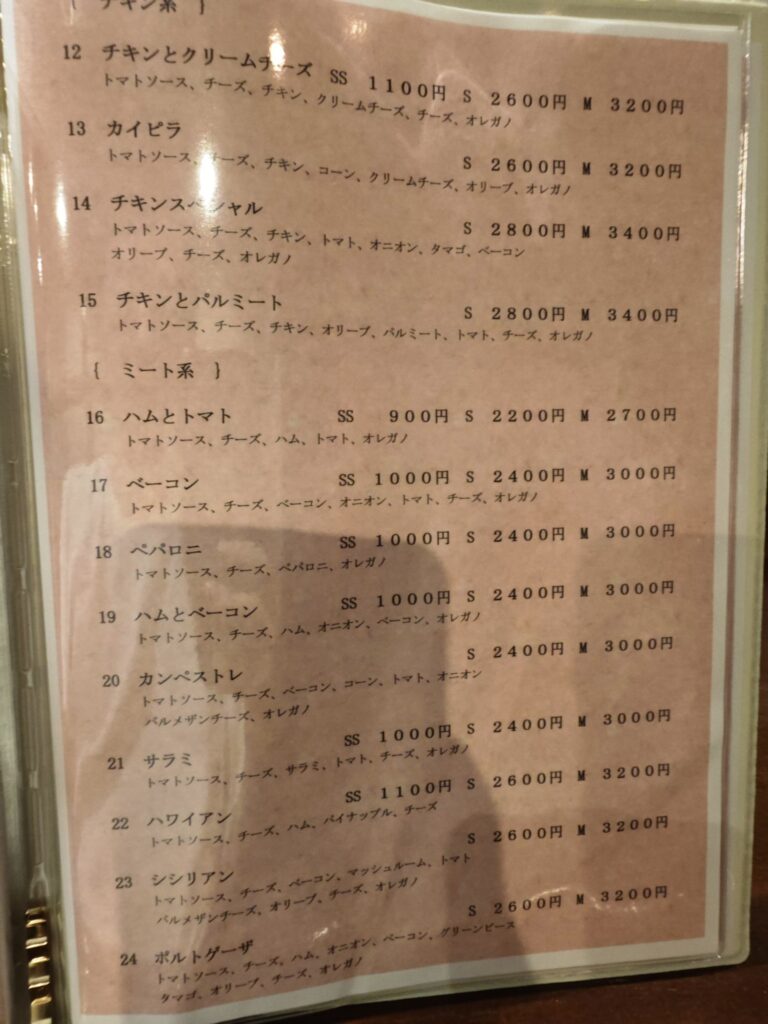 { チキン系 }
12 チキンとクリームチーズ SS 1100円 S 2600円 M 3200円
トマトソース、チーズ、チキン、クリームチーズ、チーズ、オレガノ
13 カイピラ S 2600円 M 3200円
トマトソース、チーズ、チキン、コーン、クリームチーズ、オリーブ、オレガノ
14 チキンスペシャル S 2800円 M 3400円
トマトソース、チーズ、チキン、トマト、オニオン、タマゴ、ベーコン
オリーブ、チーズ、オレガノ
15 チキンとパルミート S 2800円 M 3400円
トマトソース、チーズ、チキン、オリーブ、パルミート、トマト、チーズ、オレガノ
{ ミート系 }
16 ハムとトマト SS 900円 S 2200円 M 2700円
トマトソース、チーズ、ハム、トマト、オレガノ
17 ベーコン SS 1000円 S 2400円 M 3000円
トマトソース、チーズ、ベーコン、オニオン、トマト、チーズ、オレガノ
18 ペパロニ SS 1000円 S 2400円 M 3000円
トマトソース、チーズ、ペパロニ、オレガノ
19 ハムとベーコン SS 1000円 S 2400円 M 3000円
トマトソース、チーズ、ハム、オニオン、ベーコン、オレガノ
20 カンペストレ S 2400円 M 3000円
トマトソース、チーズ、ベーコン、コーン、トマト、オニオン
パルメザンチーズ、オレガノ
21 サラミ SS 1000円 S 2400円 M 3000円
トマトソース、チーズ、サラミ、トマト、チーズ、オレガノ
22 ハワイアン SS 1100円 S 2600円 M 3200円
トマトソース、チーズ、ハム、パイナップル、チーズ
23 シシリアン S 2600円 M 3200円
トマトソース、チーズ、ベーコン、マッシュルーム、トマト
パルメザンチーズ、オリーブ、チーズ、オレガノ
24 ポルトゲーザ S 2600円 M 3200円
トマトソース、チーズ、ハム、オニオン、ベーコン、グリーンピース
タマゴ、オリーブ、チーズ、オレガノ